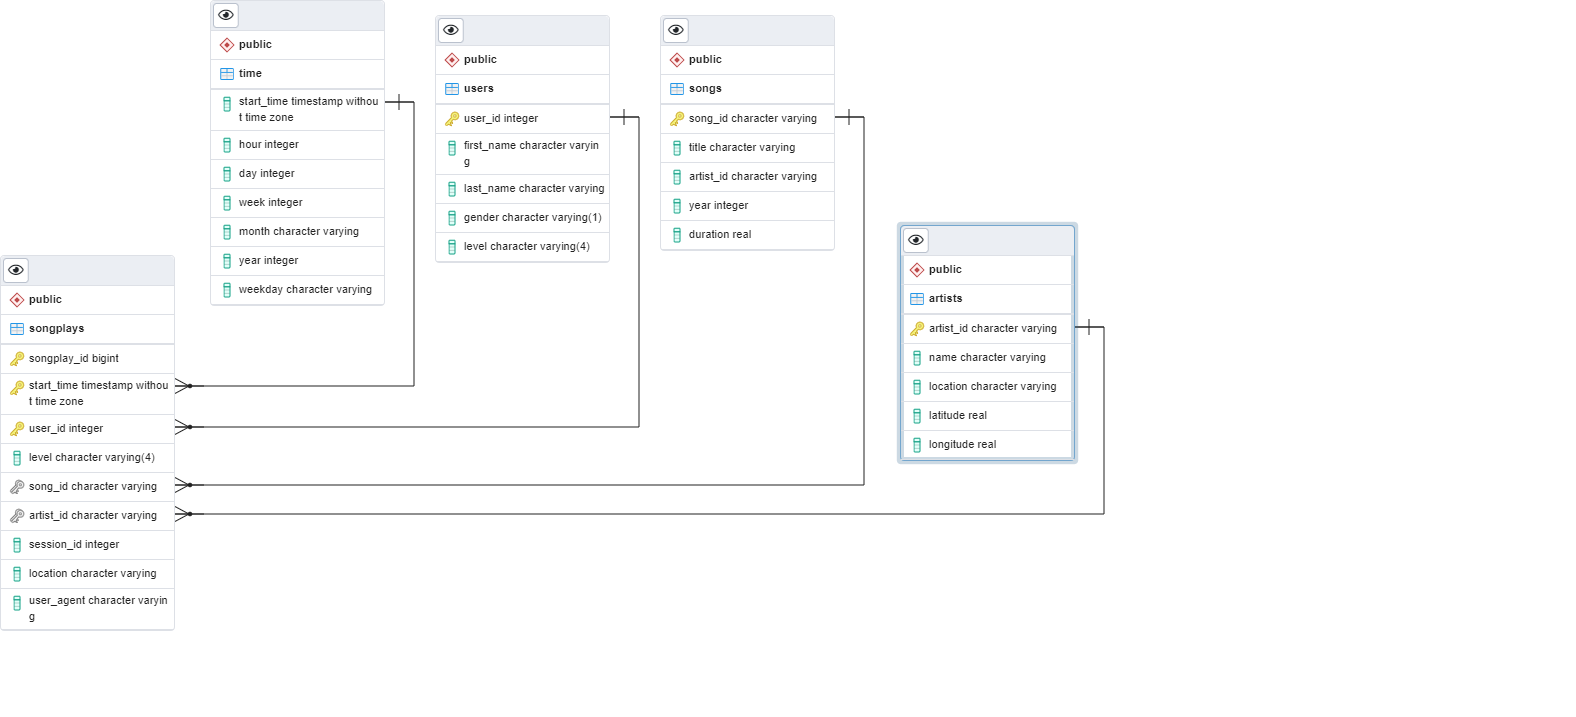 public
time
start_time timestamp withou
t time zone
hour integer
day integer
week integer
month character varying
year integer
weekday character varying
public
users
user_id integer
first_name character varyin
g
last_name character varying
gender character varying(1)
level character varying(4)
public
songs
song_id character varying
title character varying
artist_id character varying
year integer
duration real
public
artists
artist_id character varying
name character varying
location character varying
latitude real
longitude real
public
songplays
songplay_id bigint
start_time timestamp withou
t time zone
user_id integer
level character varying(4)
song_id character varying
artist_id character varying
session_id integer
location character varying
user_agent character varyin
g